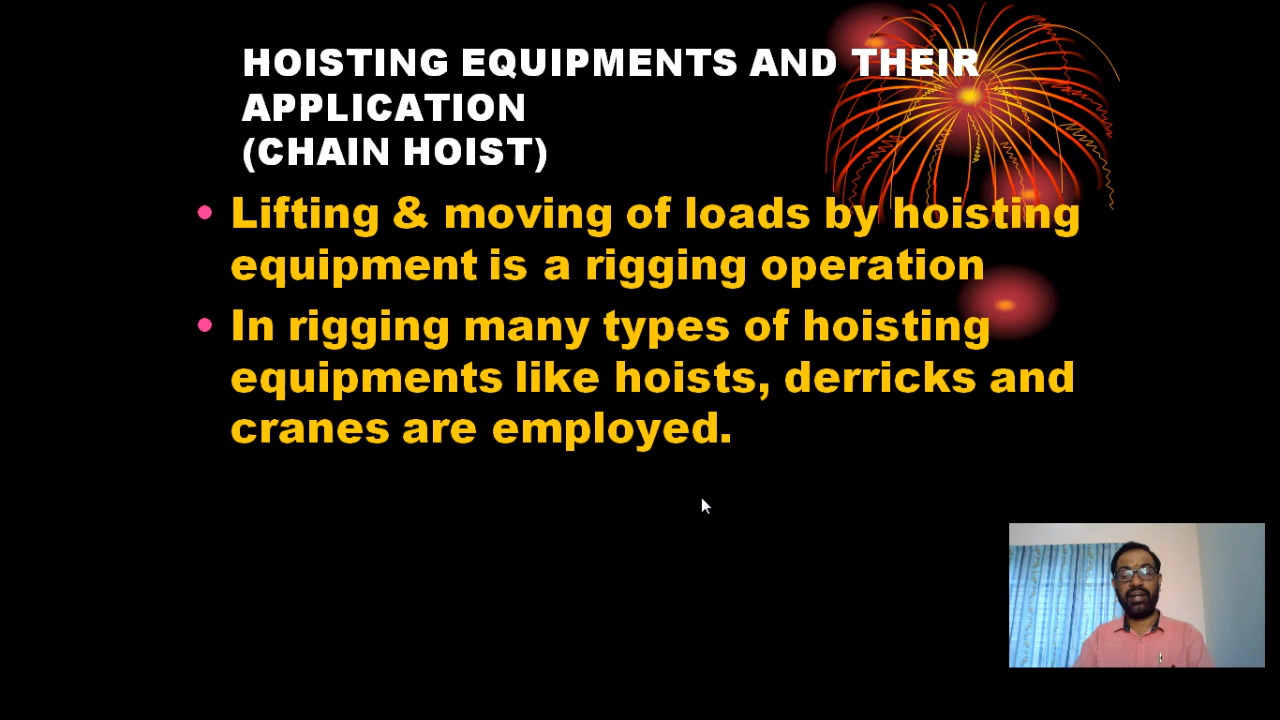 HOISTING EQUIPMENTS AND THEIR
APPLICATION
(CHAIN HOIST)
• Lifting & moving of loads by hoisting
equipment is a rigging operation
• In rigging many types of hoisting
equipments like hoists, derricks and
cranes are employed.